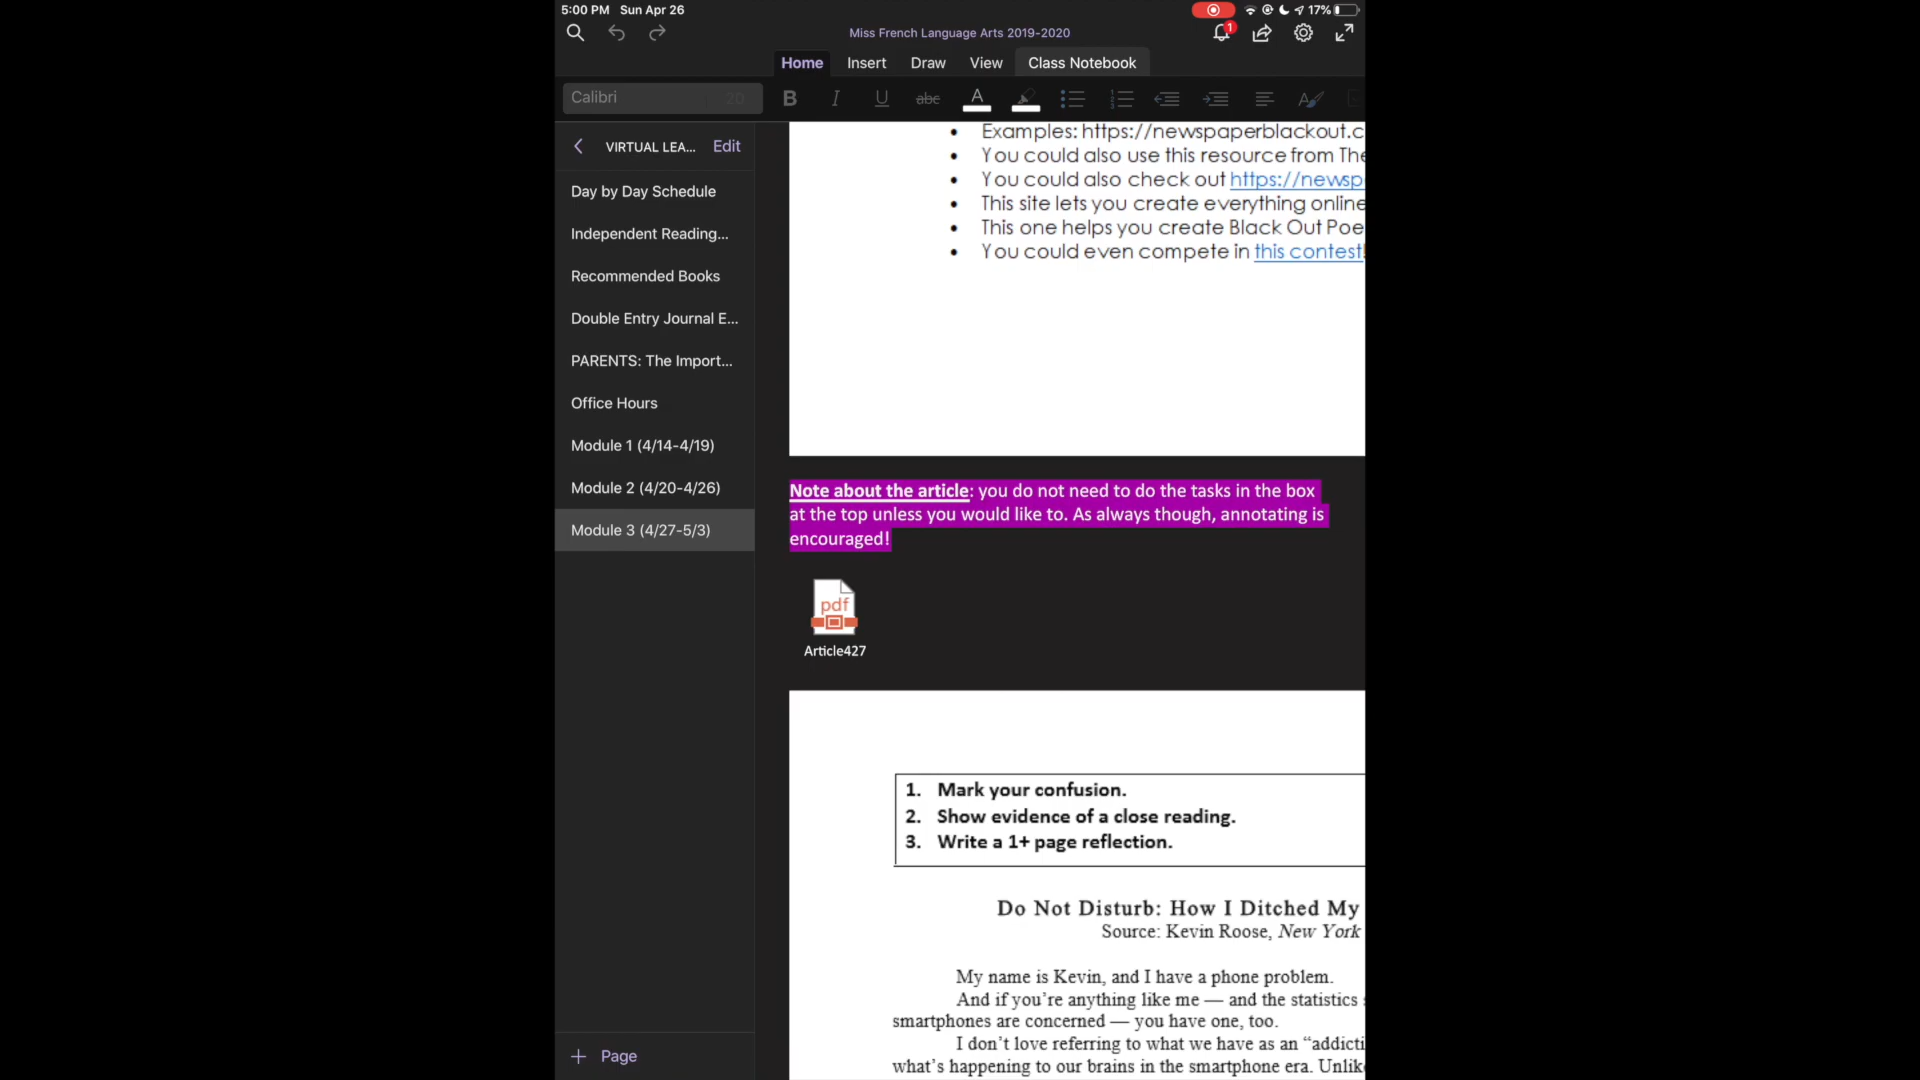 5:00 PM Sun Apr 26
17%
Miss French Language Arts 2019-2020
1
Home Insert Draw View Class Notebook
Calibri 20
B I U abc A
VIRTUAL LEA... Edit
Day by Day Schedule
Independent Reading...
Recommended Books
Double Entry Journal E...
PARENTS: The Import...
Office Hours
Module 1 (4/14-4/19)
Module 2 (4/20-4/26)
Module 3 (4/27-5/3)
+ Page
• Examples: https://newspaperblackout.c
• You could also use this resource from The
• You could also check out https://newsp
• This site lets you create everything online
• This one helps you create Black Out Poe
• You could even compete in this contest!
Note about the article: you do not need to do the tasks in the box
at the top unless you would like to. As always though, annotating is
encouraged!
pdf
Article427
1. Mark your confusion.
2. Show evidence of a close reading.
3. Write a 1+ page reflection.
Do Not Disturb: How I Ditched My
Source: Kevin Roose, New York
My name is Kevin, and I have a phone problem.
And if you're anything like me — and the statistics
smartphones are concerned — you have one, too.
I don't love referring to what we have as an "addicti
what's happening to our brains in the smartphone era. Unlik